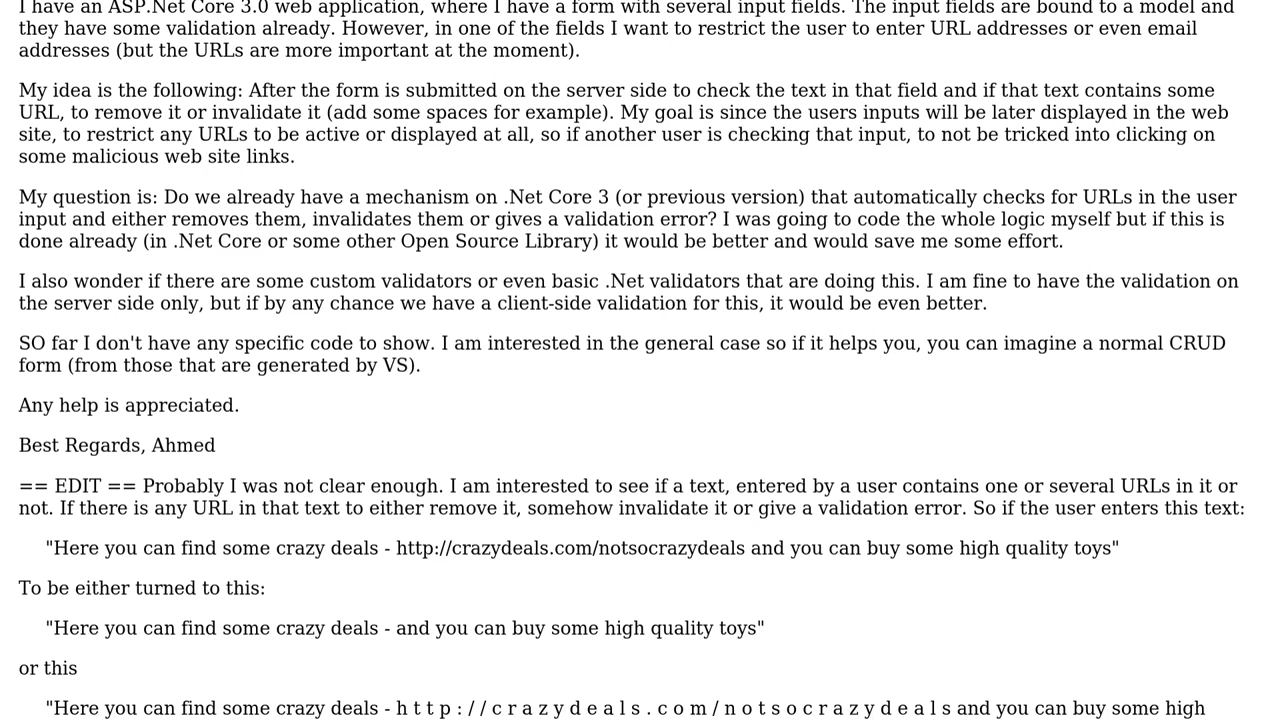 I have an ASP.Net Core 3.0 web application, where I have a form with several input fields. The input fields are bound to a model and
they have some validation already. However, in one of the fields I want to restrict the user to enter URL addresses or even email
addresses (but the URLs are more important at the moment).
My idea is the following: After the form is submitted on the server side to check the text in that field and if that text contains some
URL, to remove it or invalidate it (add some spaces for example). My goal is since the users inputs will be later displayed in the web
site, to restrict any URLs to be active or displayed at all, so if another user is checking that input, to not be tricked into clicking on
some malicious web site links.
My question is: Do we already have a mechanism on .Net Core 3 (or previous version) that automatically checks for URLs in the user
input and either removes them, invalidates them or gives a validation error? I was going to code the whole logic myself but if this is
done already (in .Net Core or some other Open Source Library) it would be better and would save me some effort.
I also wonder if there are some custom validators or even basic .Net validators that are doing this. I am fine to have the validation on
the server side only, but if by any chance we have a client-side validation for this, it would be even better.
SO far I don't have any specific code to show. I am interested in the general case so if it helps you, you can imagine a normal CRUD
form (from those that are generated by VS).
Any help is appreciated.
Best Regards, Ahmed
== EDIT == Probably I was not clear enough. I am interested to see if a text, entered by a user contains one or several URLs in it or
not. If there is any URL in that text to either remove it, somehow invalidate it or give a validation error. So if the user enters this text:
"Here you can find some crazy deals - http://crazydeals.com/notsocrazydeals and you can buy some high quality toys"
To be either turned to this:
"Here you can find some crazy deals - and you can buy some high quality toys"
or this
"Here you can find some crazy deals - h t t p : / / c r a z y d e a l s . c o m / n o t s o c r a z y d e a l s and you can buy some high